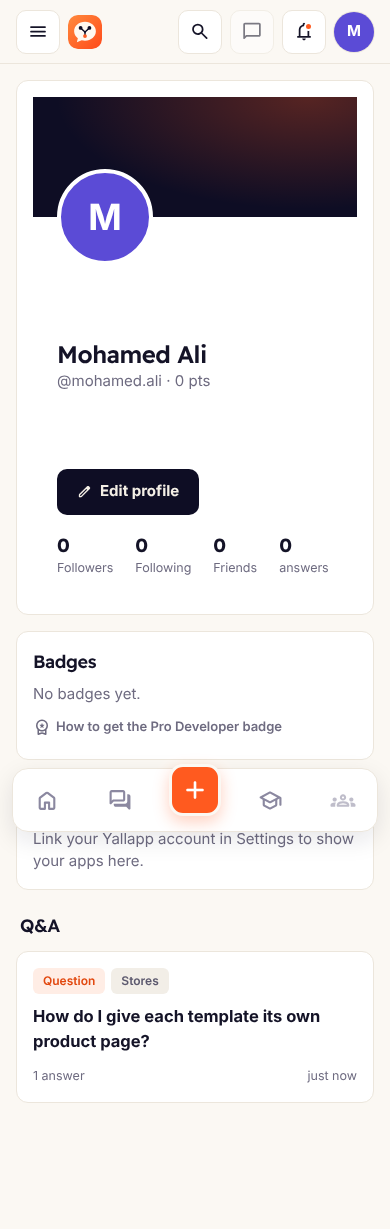 M
M
Mohamed Ali
@mohamed.ali · 0 pts
Edit profile
0 0 0 0
Followers Following Friends answers
Badges
No badges yet.
How to get the Pro Developer badge
Link your Yallapp account in Settings to show
your apps here.
Q&A
Question Stores
How do I give each template its own
product page?
1 answer just now